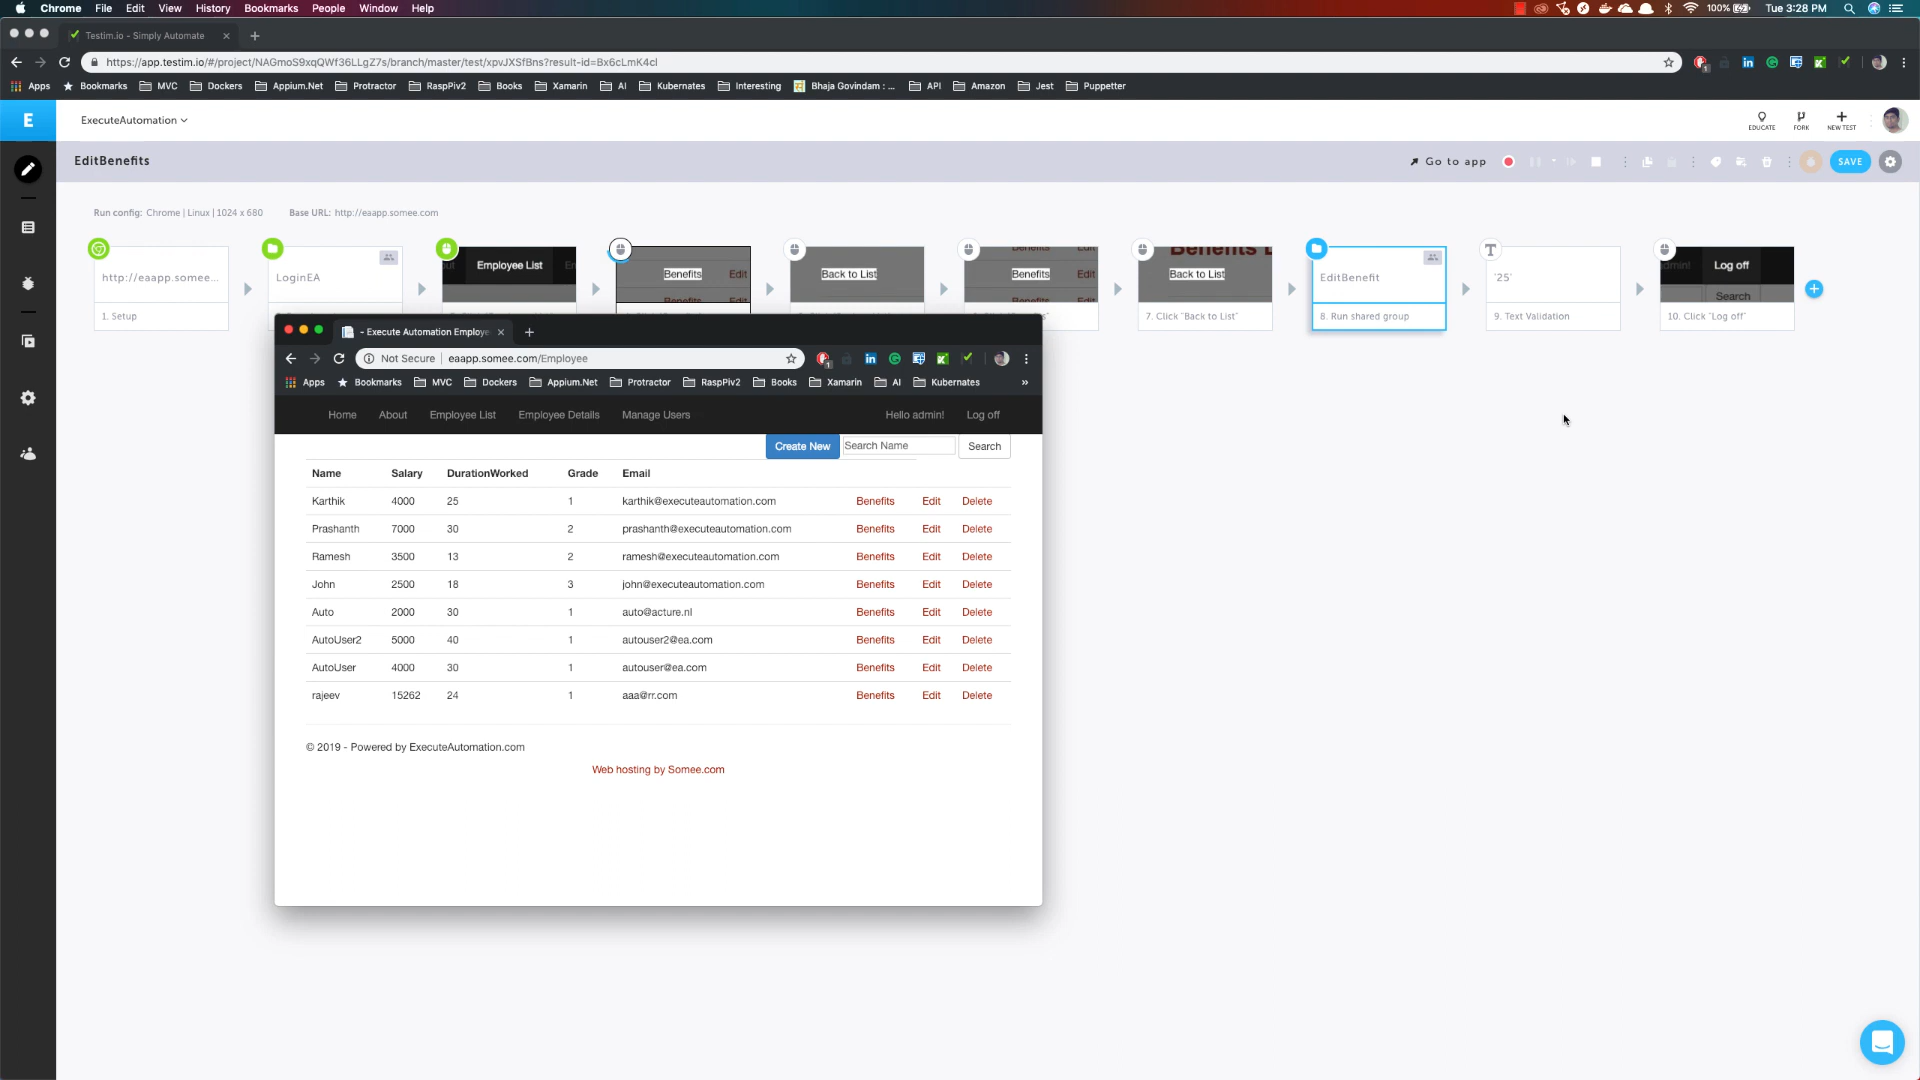 Chrome File Edit View History Bookmarks People Window Help 100% Tue 3:28 PM
Testim.io - Simply Automate
https://app.testim.io/#/project/NAGmoS9xqQWf36LLgZ7s/branch/master/test/xpvJXSfBns?result-id=Bx6cLmK4cl
Apps Bookmarks MVC Dockers Appium.Net Protractor RaspPiv2 Books Xamarin AI Kubernates Interesting Bhaja Govindam : ... API Amazon Jest Puppetter
E ExecuteAutomation EDUCATE FORK NEW TEST
EditBenefits Go to app SAVE
Run config: Chrome | Linux | 1024 x 680 Base URL: http://eaapp.somee.com
http://eaapp.somee... LoginEA Employee List Benefits Edit Back to List Benefits Edit Back to List EditBenefit '25' Log off
Search
1. Setup 7. Click "Back to List" 8. Run shared group 9. Text Validation 10. Click "Log off"
- Execute Automation Employe
Not Secure eaapp.somee.com/Employee
Apps Bookmarks MVC Dockers Appium.Net Protractor RaspPiv2 Books Xamarin AI Kubernates »
Home About Employee List Employee Details Manage Users Hello admin! Log off
Create New Search Name Search
Name Salary DurationWorked Grade Email
Karthik 4000 25 1 karthik@executeautomation.com Benefits Edit Delete
Prashanth 7000 30 2 prashanth@executeautomation.com Benefits Edit Delete
Ramesh 3500 13 2 ramesh@executeautomation.com Benefits Edit Delete
John 2500 18 3 john@executeautomation.com Benefits Edit Delete
Auto 2000 30 1 auto@acture.nl Benefits Edit Delete
AutoUser2 5000 40 1 autouser2@ea.com Benefits Edit Delete
AutoUser 4000 30 1 autouser@ea.com Benefits Edit Delete
rajeev 15262 24 1 aaa@rr.com Benefits Edit Delete
© 2019 - Powered by ExecuteAutomation.com
Web hosting by Somee.com